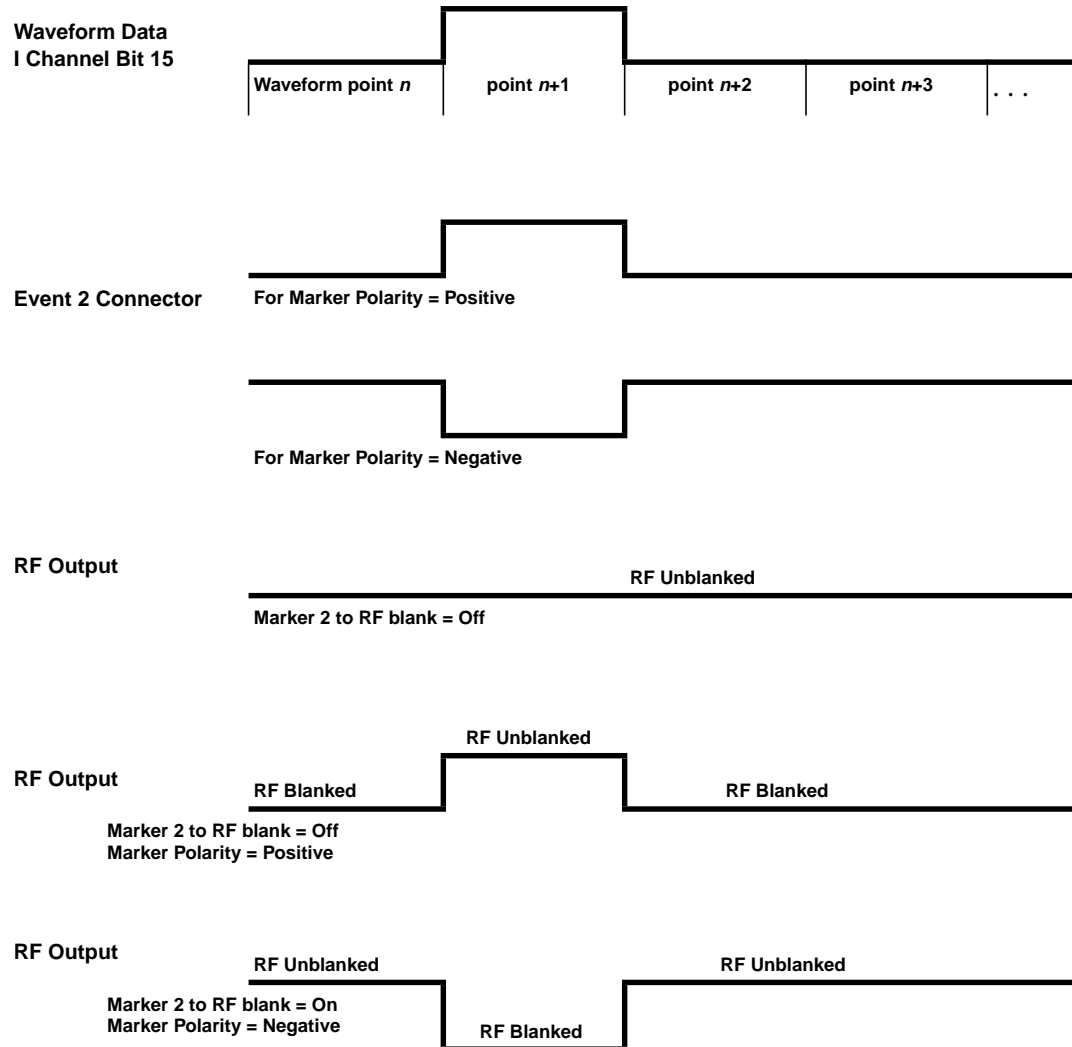 Waveform Data
I Channel Bit 15
Waveform point n
point n+1
point n+2
point n+3
. . .
Event 2 Connector
For Marker Polarity = Positive
For Marker Polarity = Negative
RF Output
RF Unblanked
Marker 2 to RF blank = Off
RF Unblanked
RF Output
RF Blanked
RF Blanked
Marker 2 to RF blank = Off
Marker Polarity = Positive
RF Output
RF Unblanked
RF Unblanked
Marker 2 to RF blank = On
Marker Polarity = Negative
RF Blanked